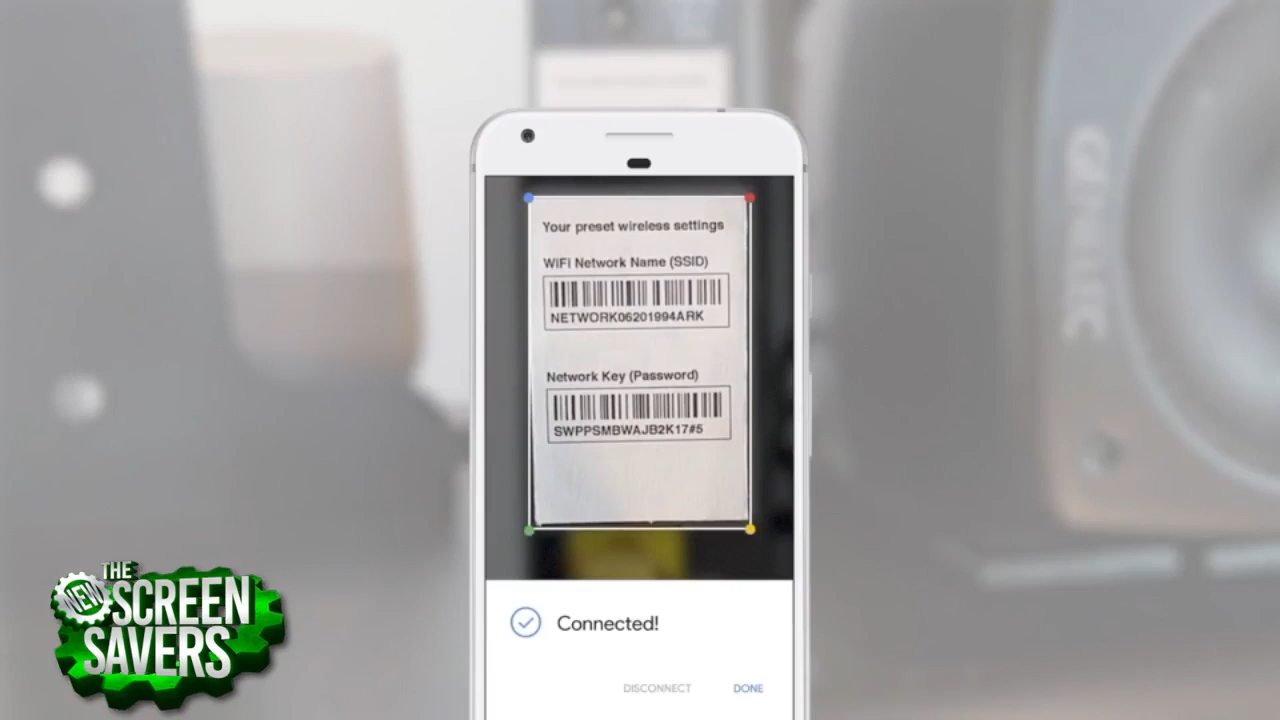 Your preset wireless settings
WiFi Network Name (SSID)
NETWORK06201994ARK
Network Key (Password)
SWPPSMBWAJB2K17#5
Connected!
DISCONNECT
DONE
GENELEC
THE
NEW
SCREEN
SAVERS